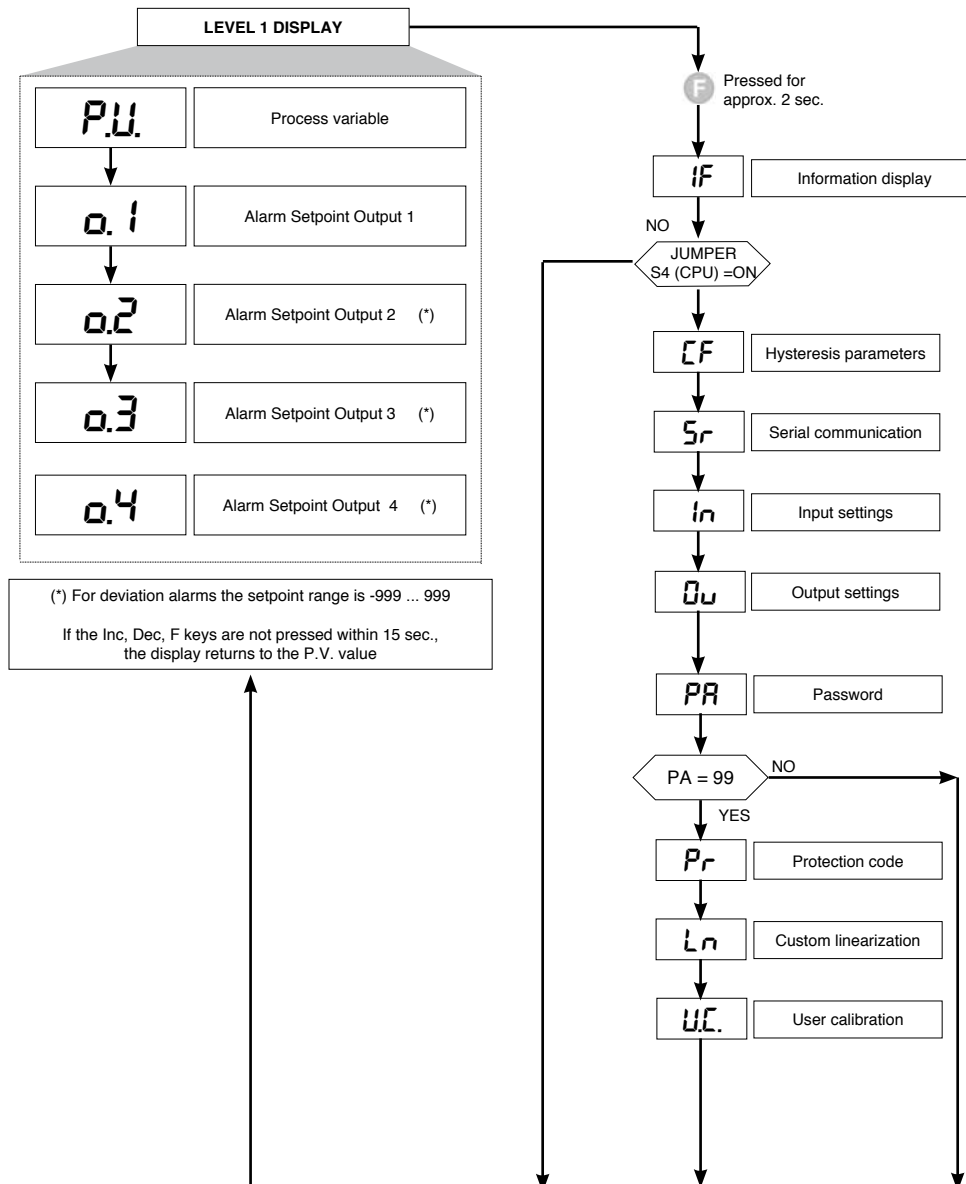 LEVEL 1 DISPLAY
P.V.
Process variable
o. 1
Alarm Setpoint Output 1
o.2
Alarm Setpoint Output 2 (*)
o.3
Alarm Setpoint Output 3 (*)
o.4
Alarm Setpoint Output 4 (*)
(*) For deviation alarms the setpoint range is -999 ... 999
If the Inc, Dec, F keys are not pressed within 15 sec.,
the display returns to the P.V. value
F
Pressed for
approx. 2 sec.
IF
Information display
NO
JUMPER
S4 (CPU) =ON
CF
Hysteresis parameters
Sr
Serial communication
In
Input settings
Ou
Output settings
PA
Password
PA = 99
NO
YES
Pr
Protection code
Ln
Custom linearization
U.C.
User calibration